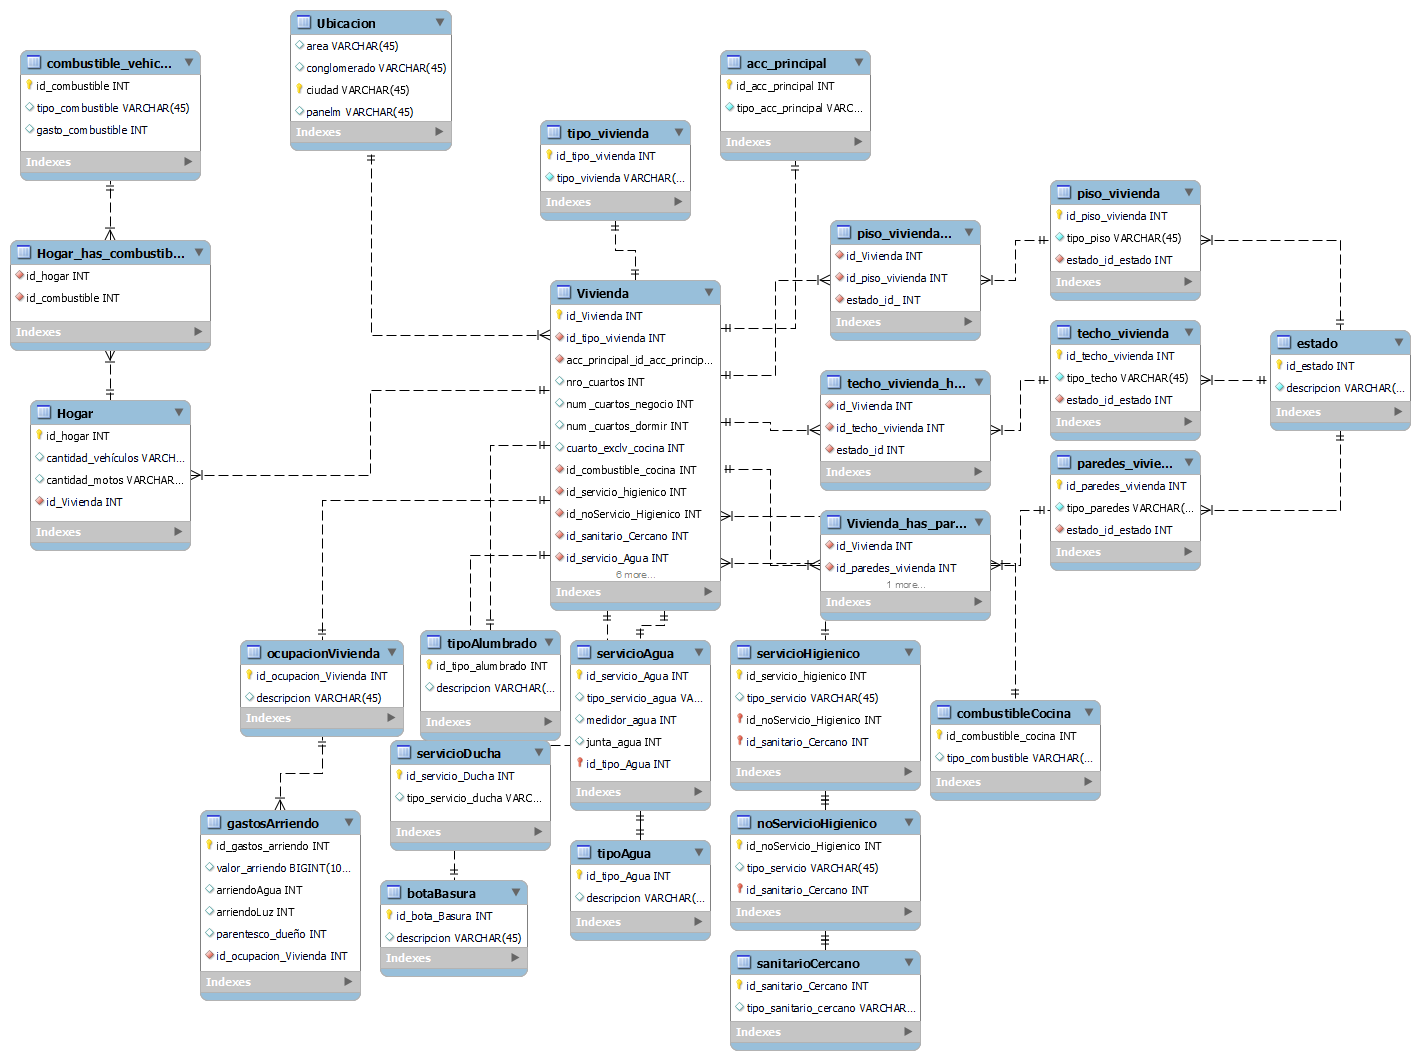 Ubicacion
area VARCHAR(45)
conglomerado VARCHAR(45)
ciudad VARCHAR(45)
panelm VARCHAR(45)
Indexes
combustible_vehic...
id_combustible INT
tipo_combustible VARCHAR(45)
gasto_combustible INT
Indexes
acc_principal
id_acc_principal INT
tipo_acc_principal VARC...
Indexes
tipo_vivienda
id_tipo_vivienda INT
tipo_vivienda VARCHAR(...
Indexes
piso_vivienda
id_piso_vivienda INT
tipo_piso VARCHAR(45)
estado_id_estado INT
Indexes
piso_vivienda...
id_Vivienda INT
id_piso_vivienda INT
estado_id_ INT
Indexes
Hogar_has_combustib...
id_hogar INT
id_combustible INT
Indexes
Vivienda
id_Vivienda INT
id_tipo_vivienda INT
acc_principal_id_acc_princip...
nro_cuartos INT
num_cuartos_negocio INT
num_cuartos_dormir INT
cuarto_exclv_cocina INT
id_combustible_cocina INT
id_servicio_higienico INT
id_noServicio_Higienico INT
id_sanitario_Cercano INT
id_servicio_Agua INT
6 more...
Indexes
techo_vivienda
id_techo_vivienda INT
tipo_techo VARCHAR(45)
estado_id_estado INT
Indexes
estado
id_estado INT
descripcion VARCHAR(...
Indexes
techo_vivienda_h...
id_Vivienda INT
id_techo_vivienda INT
estado_id INT
Indexes
Hogar
id_hogar INT
cantidad_vehículos VARCH...
cantidad_motos VARCHAR...
id_Vivienda INT
Indexes
paredes_vivie...
id_paredes_vivienda INT
tipo_paredes VARCHAR(...
estado_id_estado INT
Indexes
Vivienda_has_par...
id_Vivienda INT
id_paredes_vivienda INT
1 more...
Indexes
ocupacionVivienda
id_ocupacion_Vivienda INT
descripcion VARCHAR(45)
Indexes
tipoAlumbrado
id_tipo_alumbrado INT
descripcion VARCHAR(...
Indexes
servicioAgua
id_servicio_Agua INT
tipo_servicio_agua VA...
medidor_agua INT
junta_agua INT
id_tipo_Agua INT
Indexes
servicioHigienico
id_servicio_higienico INT
tipo_servicio VARCHAR(45)
id_noServicio_Higienico INT
id_sanitario_Cercano INT
Indexes
combustibleCocina
id_combustible_cocina INT
tipo_combustible VARCHAR(...
Indexes
servicioDucha
id_servicio_Ducha INT
tipo_servicio_ducha VARC...
Indexes
gastosArriendo
id_gastos_arriendo INT
valor_arriendo BIGINT(10...
arriendoAgua INT
arriendoLuz INT
parentesco_dueño INT
id_ocupacion_Vivienda INT
Indexes
tipoAgua
id_tipo_Agua INT
descripcion VARCHAR(...
Indexes
noServicioHigienico
id_noServicio_Higienico INT
tipo_servicio VARCHAR(45)
id_sanitario_Cercano INT
Indexes
botaBasura
id_bota_Basura INT
descripcion VARCHAR(45)
Indexes
sanitarioCercano
id_sanitario_Cercano INT
tipo_sanitario_cercano VARCHAR...
Indexes